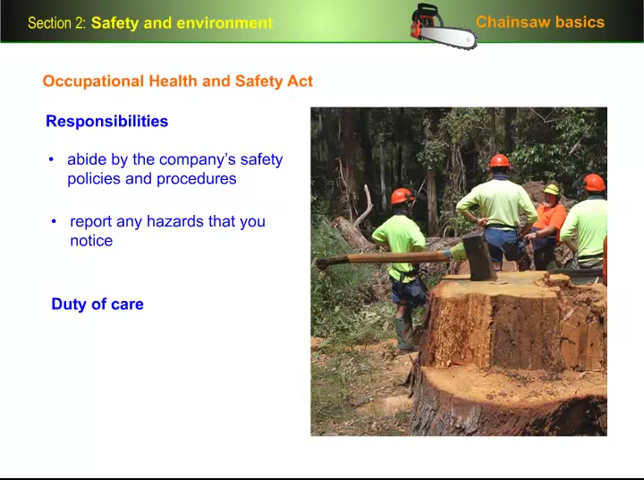 Section 2: Safety and environment
Chainsaw basics
Occupational Health and Safety Act
Responsibilities
• abide by the company's safety
policies and procedures
• report any hazards that you
notice
Duty of care